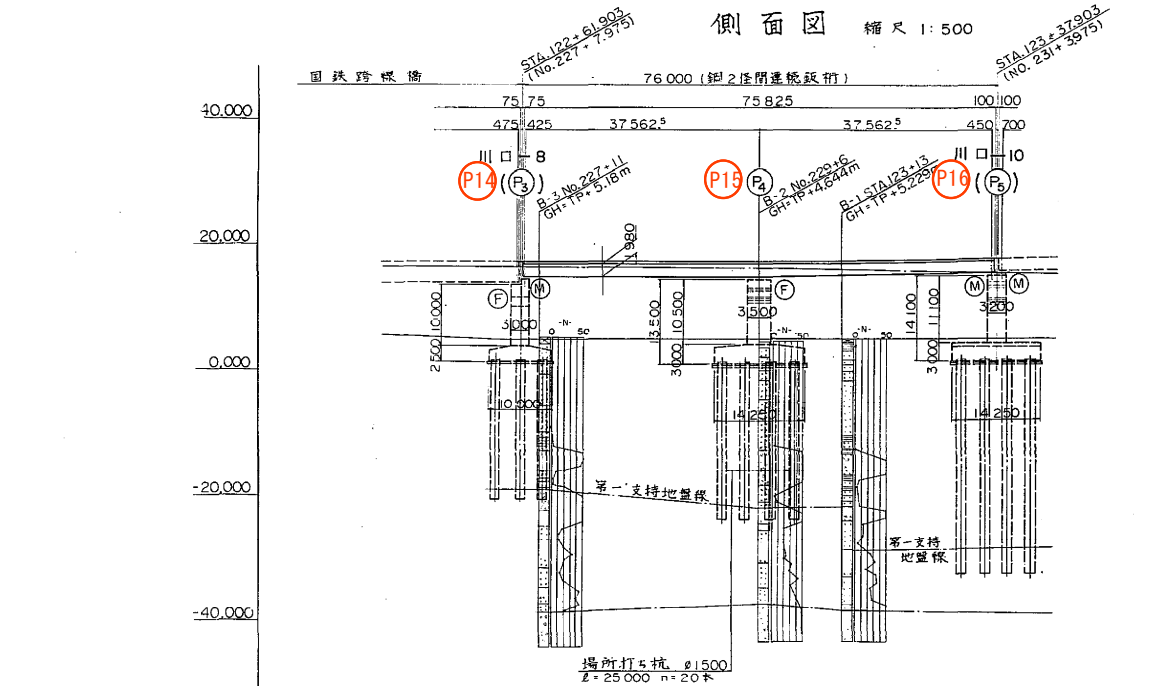 側面図 縮尺 1:500
STA.122+61.903
(No.227+7.975)
STA.123+37.903
(NO.231+3.975)
国鉄跨線橋
76 000 (鋼2径間連続鈑桁)
75 75
75 825
100 100
475 425
37 562.5
37 562.5
450 700
川口-8
川口-10
P14 (P3)
P15 P4
P16 (P5)
B-3 No.227+11
GH=TP+5.18m
B-2 No.229+6
GH=TP+4.644m
B-1 STA.123+13
GH=TP+5.229m
40.000
20.000
0.000
-20.000
-40.000
1980
F M
F
M M
10 000
2 500
3 000
13 500
10 500
3 000
3 500
14 100
11 100
3 000
3 200
0 -N- 50
0 -N- 50
0 -N- 50
10 000
14 250
14 250
第一支持地盤線
第一支持
地盤線
場所打ち杭 ø1500
ℓ=25 000 n=20本